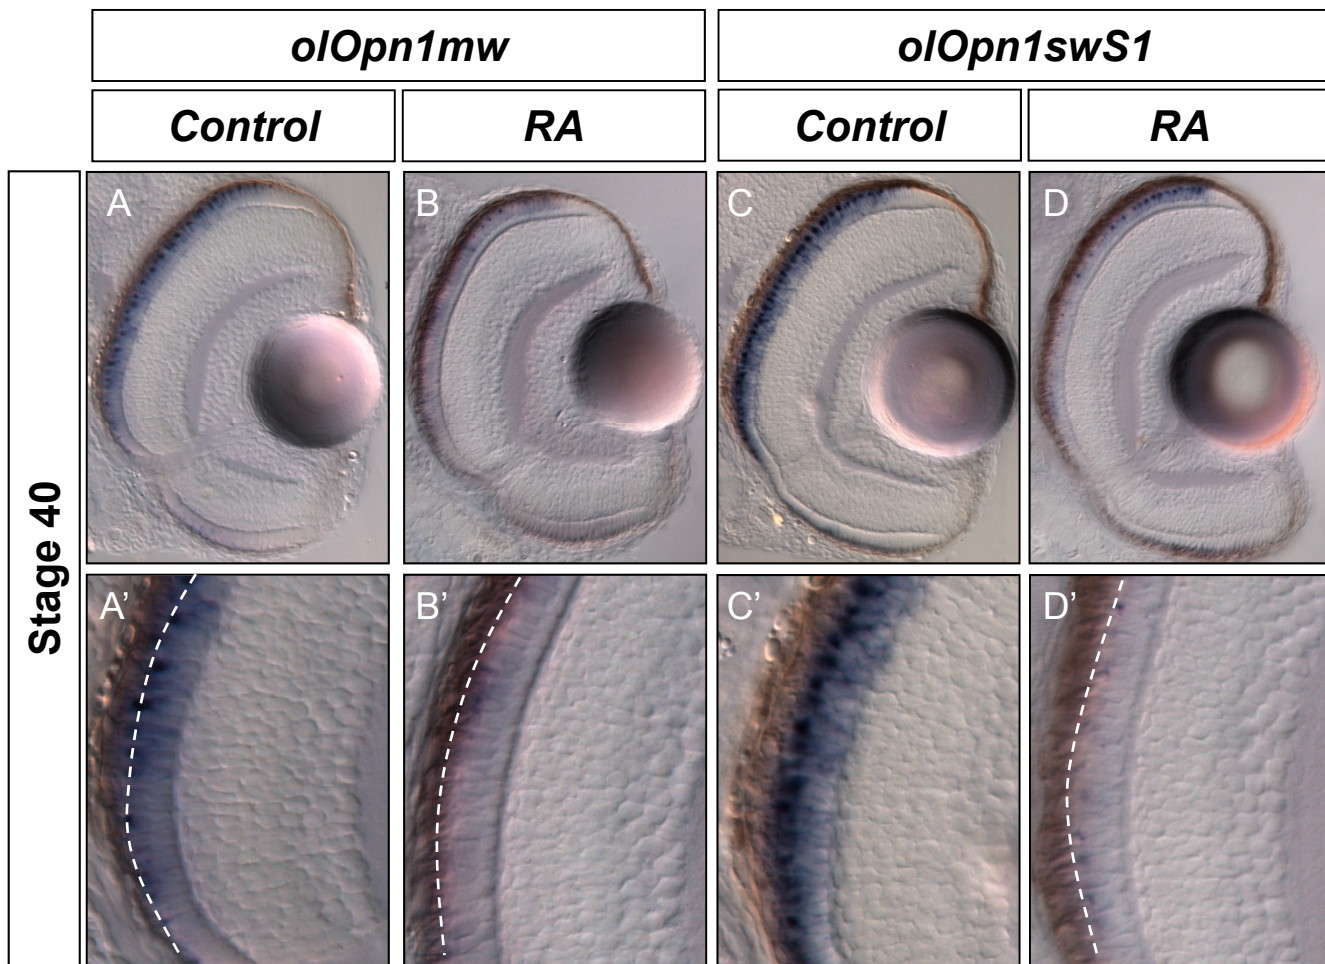 olOpn1mw
olOpn1swS1
Control
RA
Control
RA
Stage 40
A
B
C
D
A’
B’
C’
D’